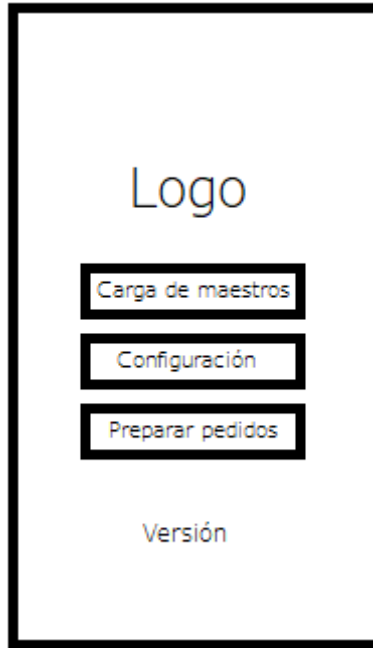 Logo
Carga de maestros
Configuración
Preparar pedidos
Versión